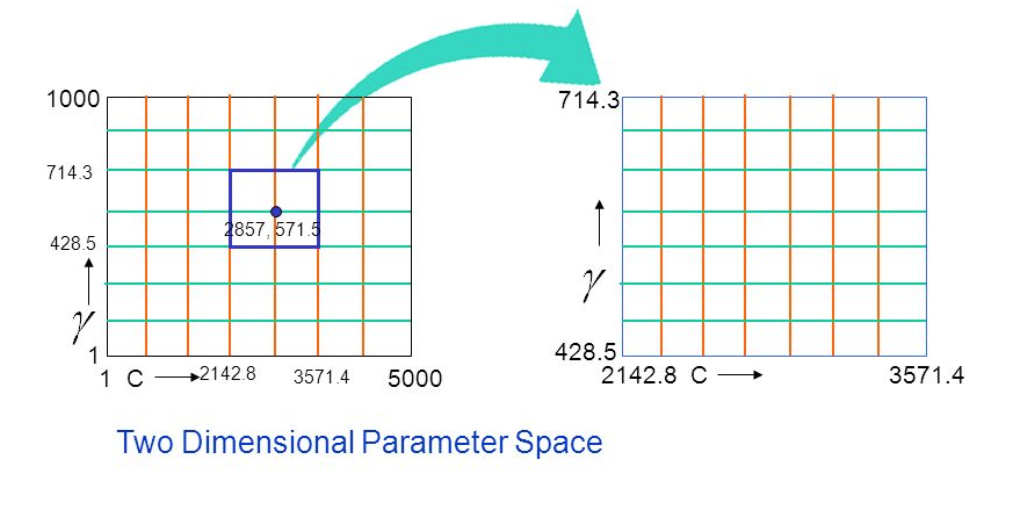 1000
714.3
2857, 571.5
428.5
γ
1
1 C 2142.8 3571.4 5000
714.3
γ
428.5
2142.8 C 3571.4
Two Dimensional Parameter Space